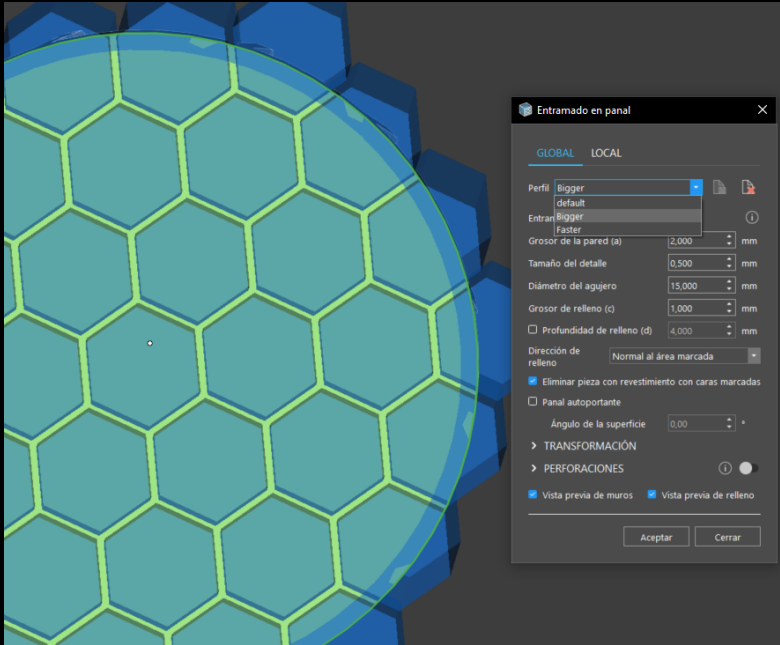 Entramado en panal
GLOBAL LOCAL
Perfil Bigger
default
Bigger
Faster
Grosor de la pared (a) 2,000 mm
Tamaño del detalle 0,500 mm
Diámetro del agujero 15,000 mm
Grosor de relleno (c) 1,000 mm
Profundidad de relleno (d) 4,000 mm
Dirección de
relleno Normal al área marcada
Eliminar pieza con revestimiento con caras marcadas
Panal autoportante
Ángulo de la superficie 0,00 °
TRANSFORMACIÓN
PERFORACIONES
Vista previa de muros Vista previa de relleno
Aceptar Cerrar